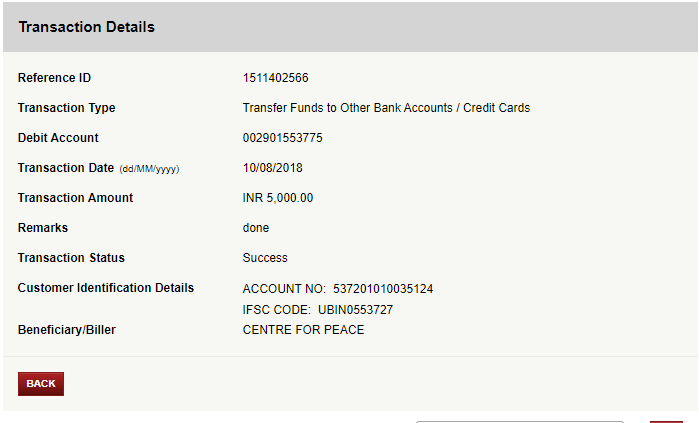 Transaction Details
Reference ID 1511402566
Transaction Type Transfer Funds to Other Bank Accounts / Credit Cards
Debit Account 002901553775
Transaction Date (dd/MM/yyyy) 10/08/2018
Transaction Amount INR 5,000.00
Remarks done
Transaction Status Success
Customer Identification Details ACCOUNT NO: 537201010035124
IFSC CODE: UBIN0553727
Beneficiary/Biller CENTRE FOR PEACE
BACK